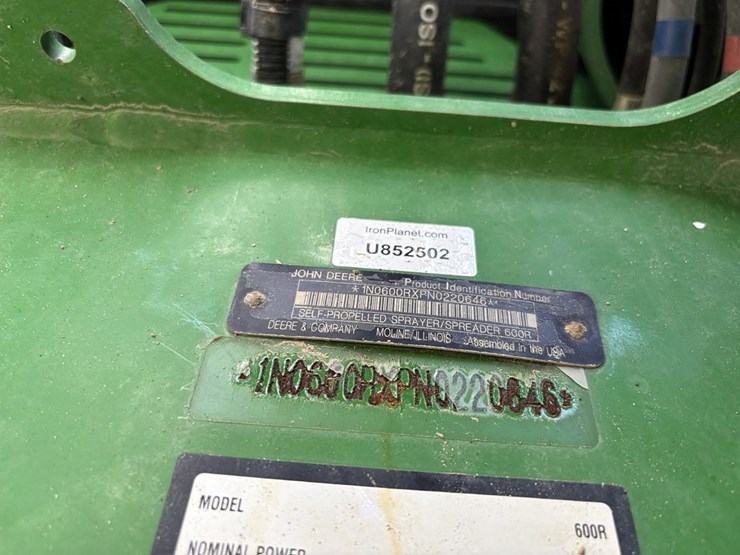 ISO
IronPlanet.com
U852502
JOHN DEERE Product Identification Number
*1N0600RXPN0220646*
SELF-PROPELLED SPRAYER/SPREADER 600R
DEERE & COMPANY MOLINE, ILLINOIS Assembled in the USA
*1N0600RXPN0220646*
MODEL 600R
NOMINAL POWER